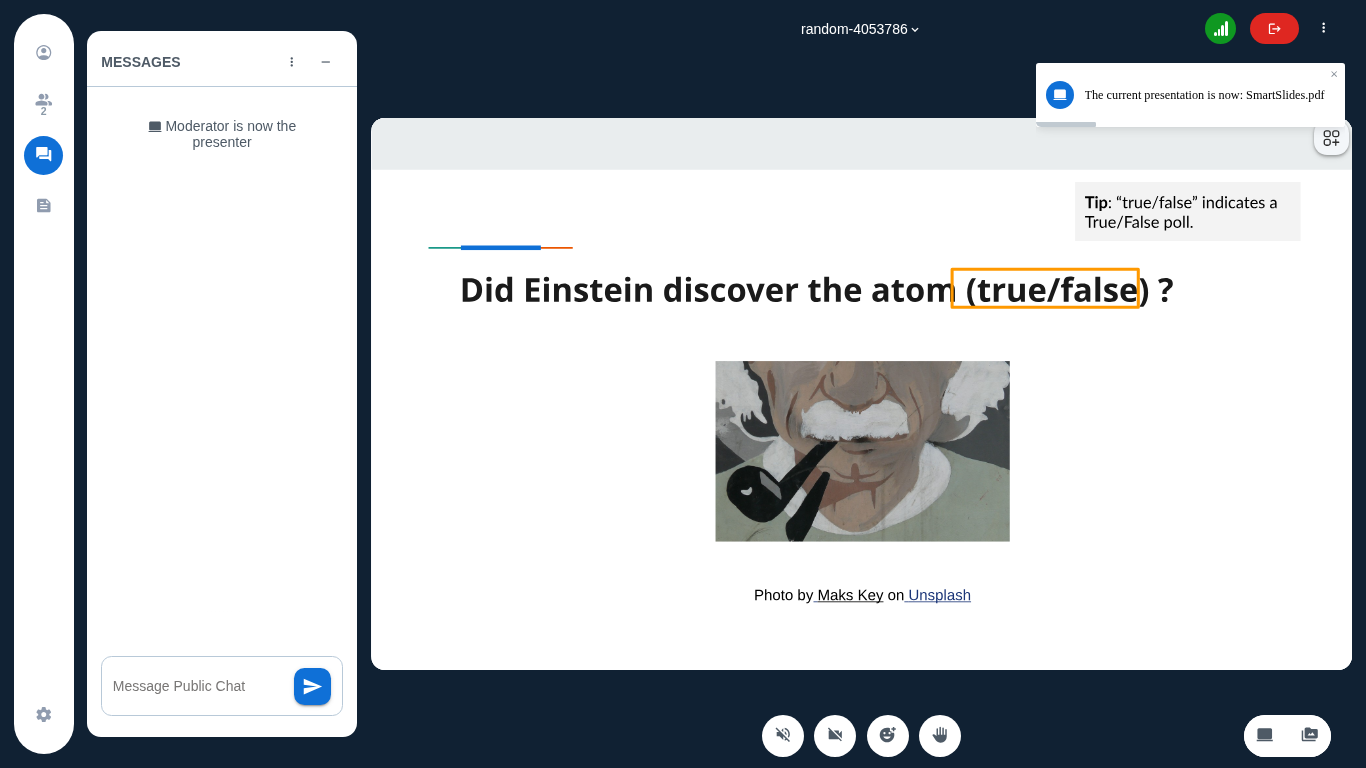 random-4053786
2
MESSAGES
Moderator is now the
presenter
The current presentation is now: SmartSlides.pdf
Tip: “true/false” indicates a
True/False poll.
Did Einstein discover the atom (true/false) ?
Photo by Maks Key on Unsplash
Message Public Chat